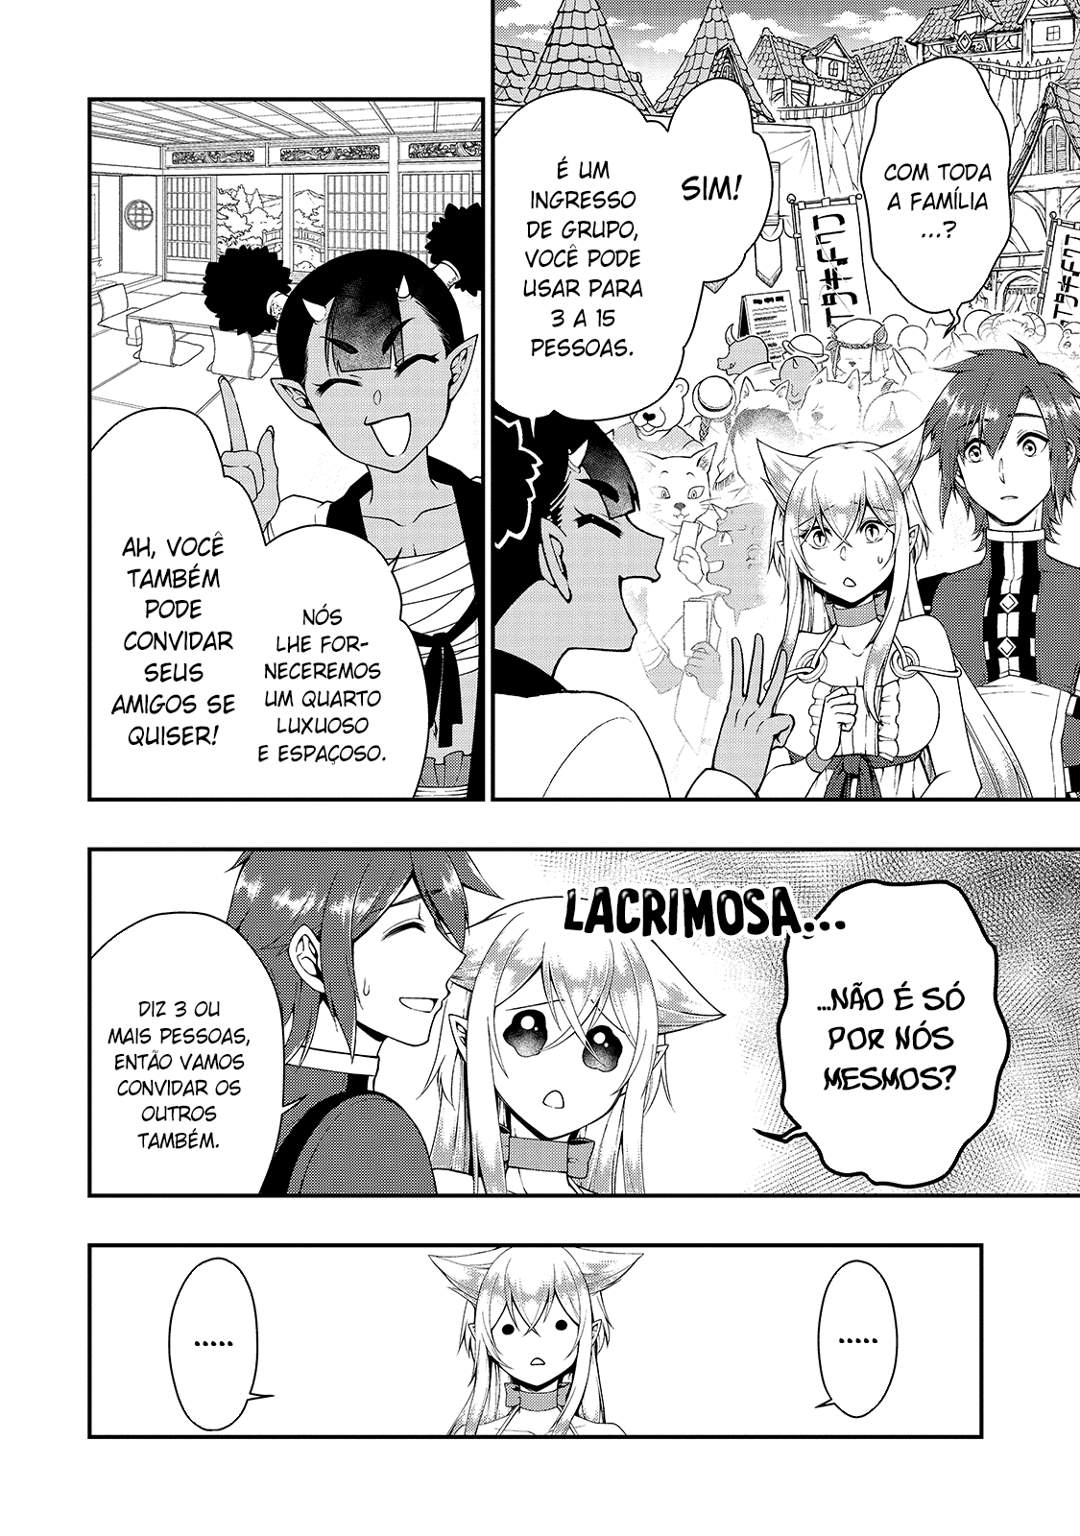 COM TODA
A FAMÍLIA
...?
SIM!
É UM
INGRESSO
DE GRUPO,
VOCÊ PODE
USAR PARA
3 A 15
PESSOAS.
NÓS
LHE FOR-
NECEREMOS
UM QUARTO
LUXUOSO
E ESPAÇOSO.
AH, VOCÊ
TAMBÉM
PODE
CONVIDAR
SEUS
AMIGOS SE
QUISER!
...NÃO É SÓ
POR NÓS
MESMOS?
LACRIMOSA...
DIZ 3 OU
MAIS PESSOAS,
ENTÃO VAMOS
CONVIDAR OS
OUTROS
TAMBÉM.
.....
.....